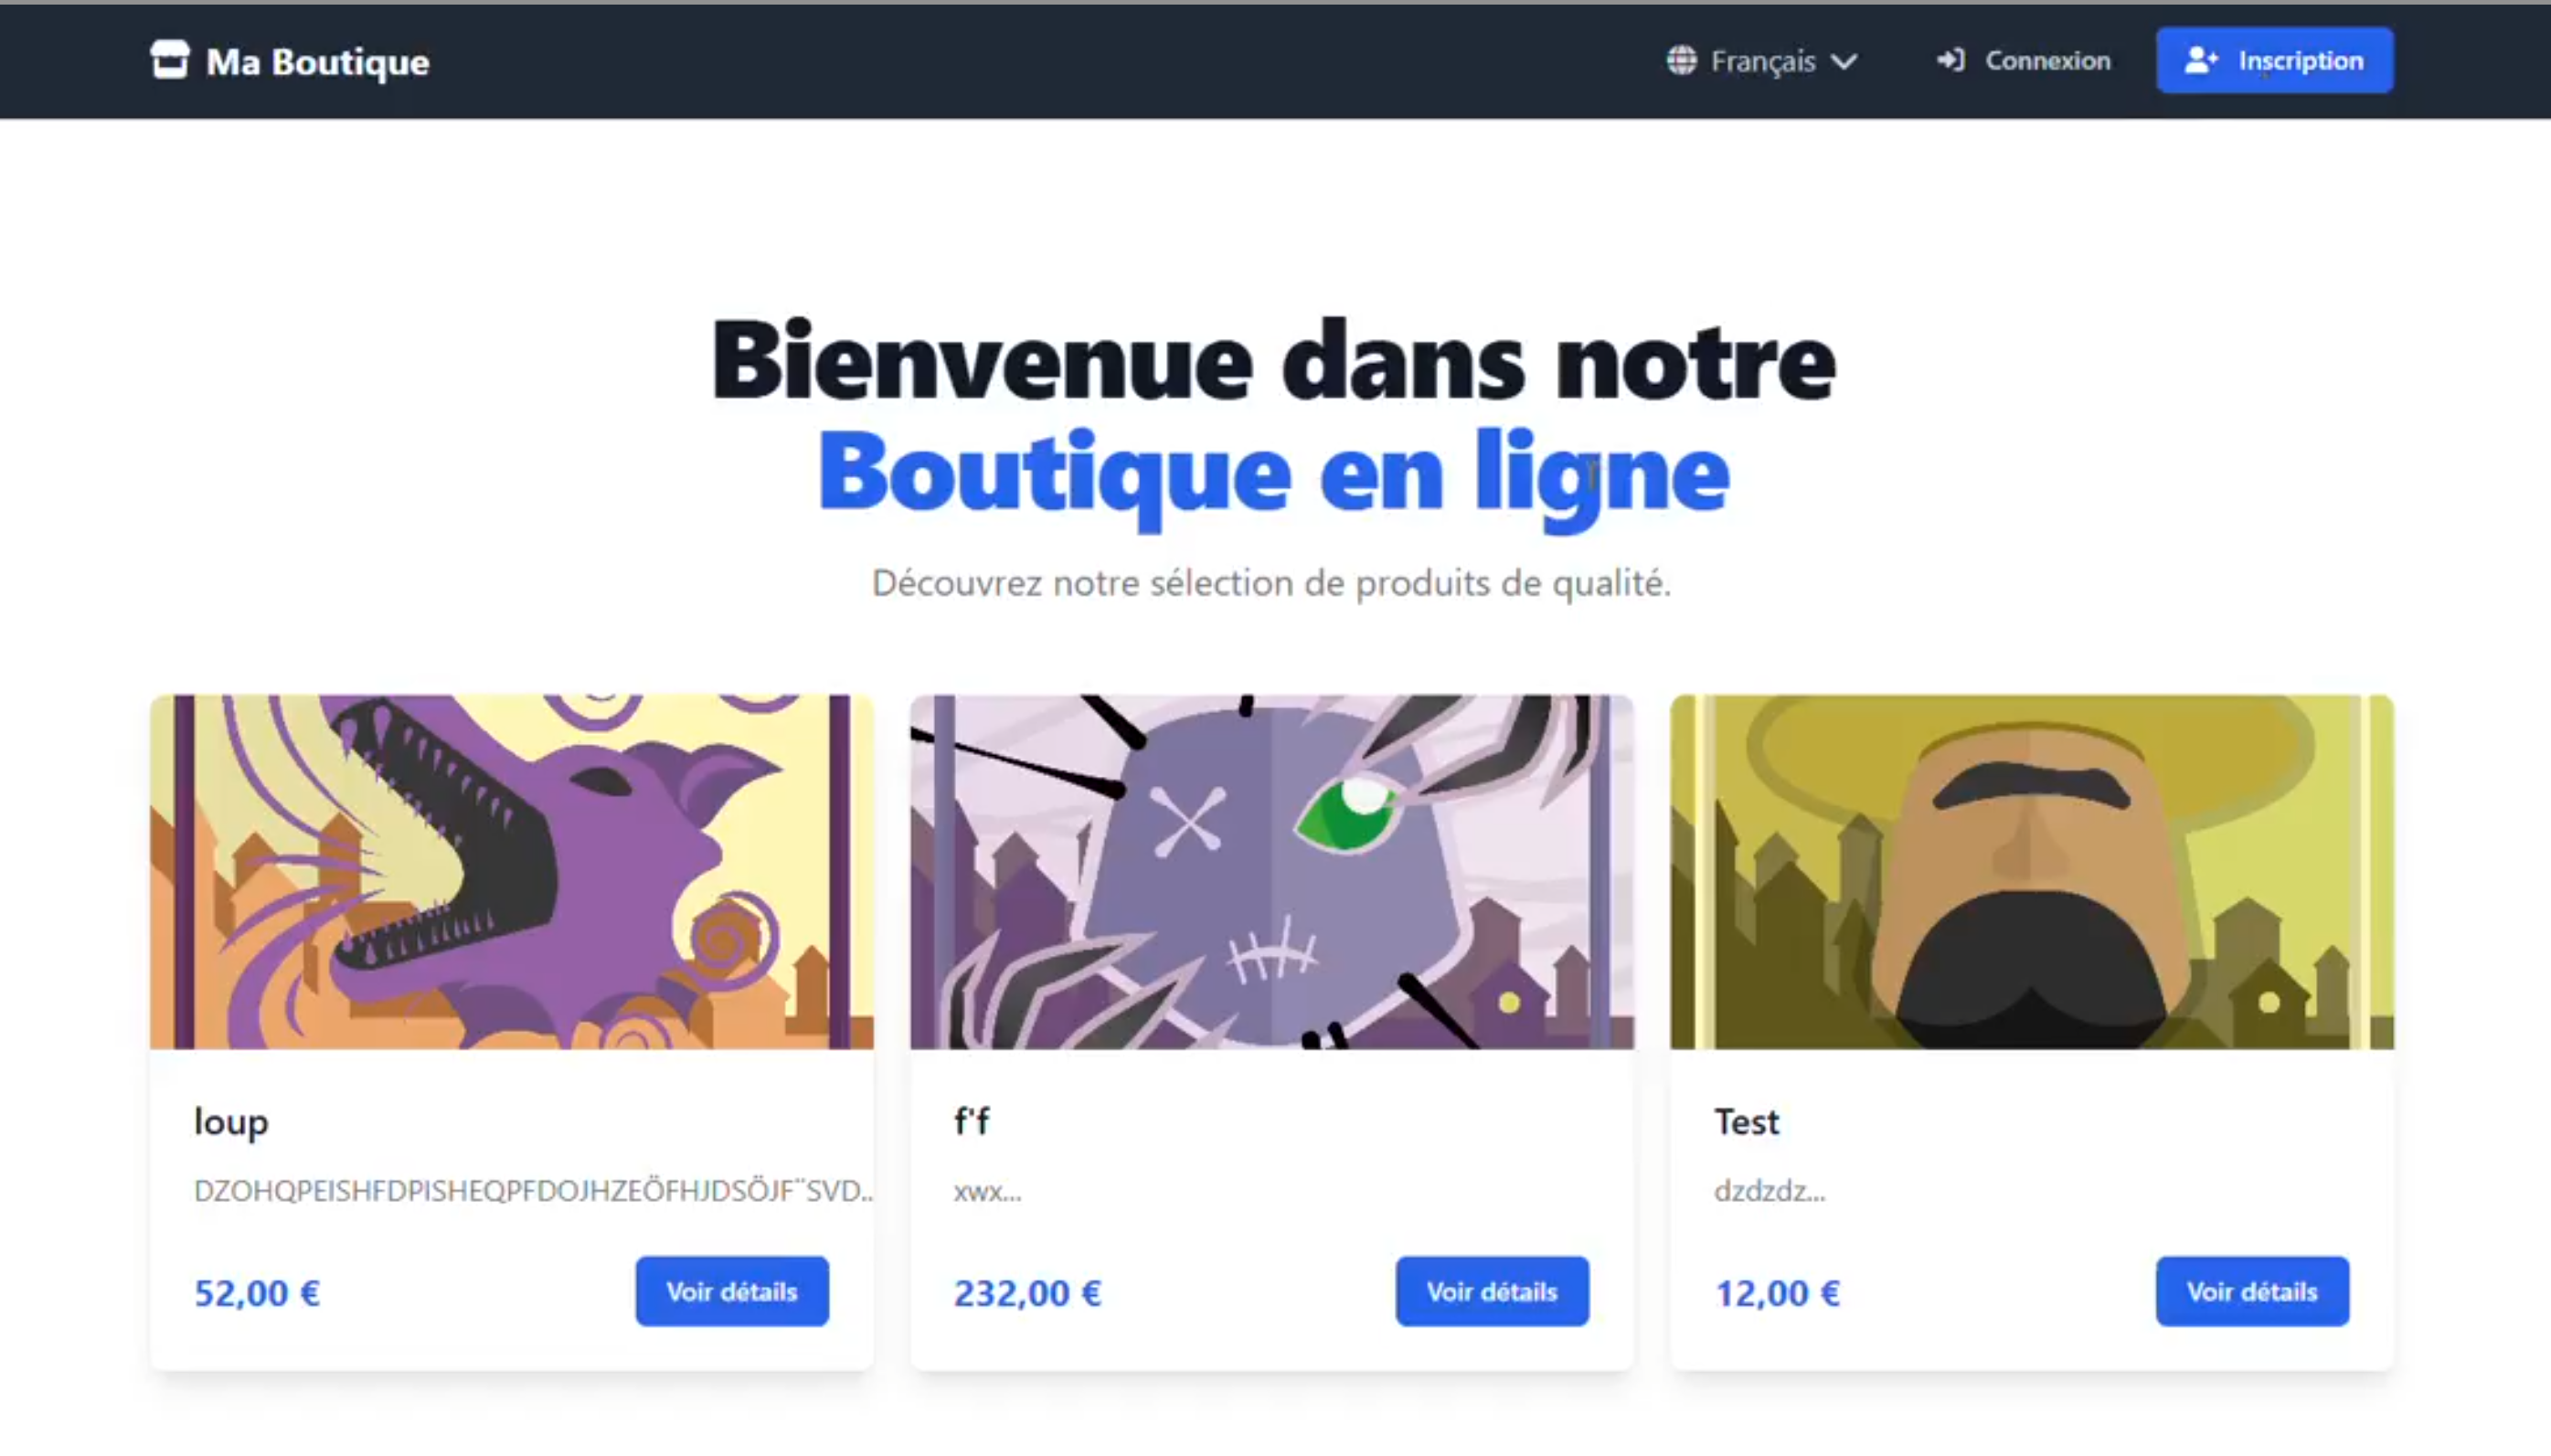 Ma Boutique
Français
Connexion
Inscription
Bienvenue dans notre
Boutique en ligne
Découvrez notre sélection de produits de qualité.
loup
DZOHQPEISHFDPISHEQPFDOJHZEÖFHJDSÖJF¨SVD..
52,00 €
Voir détails
f'f
xwx...
232,00 €
Voir détails
Test
dzdzdz...
12,00 €
Voir détails